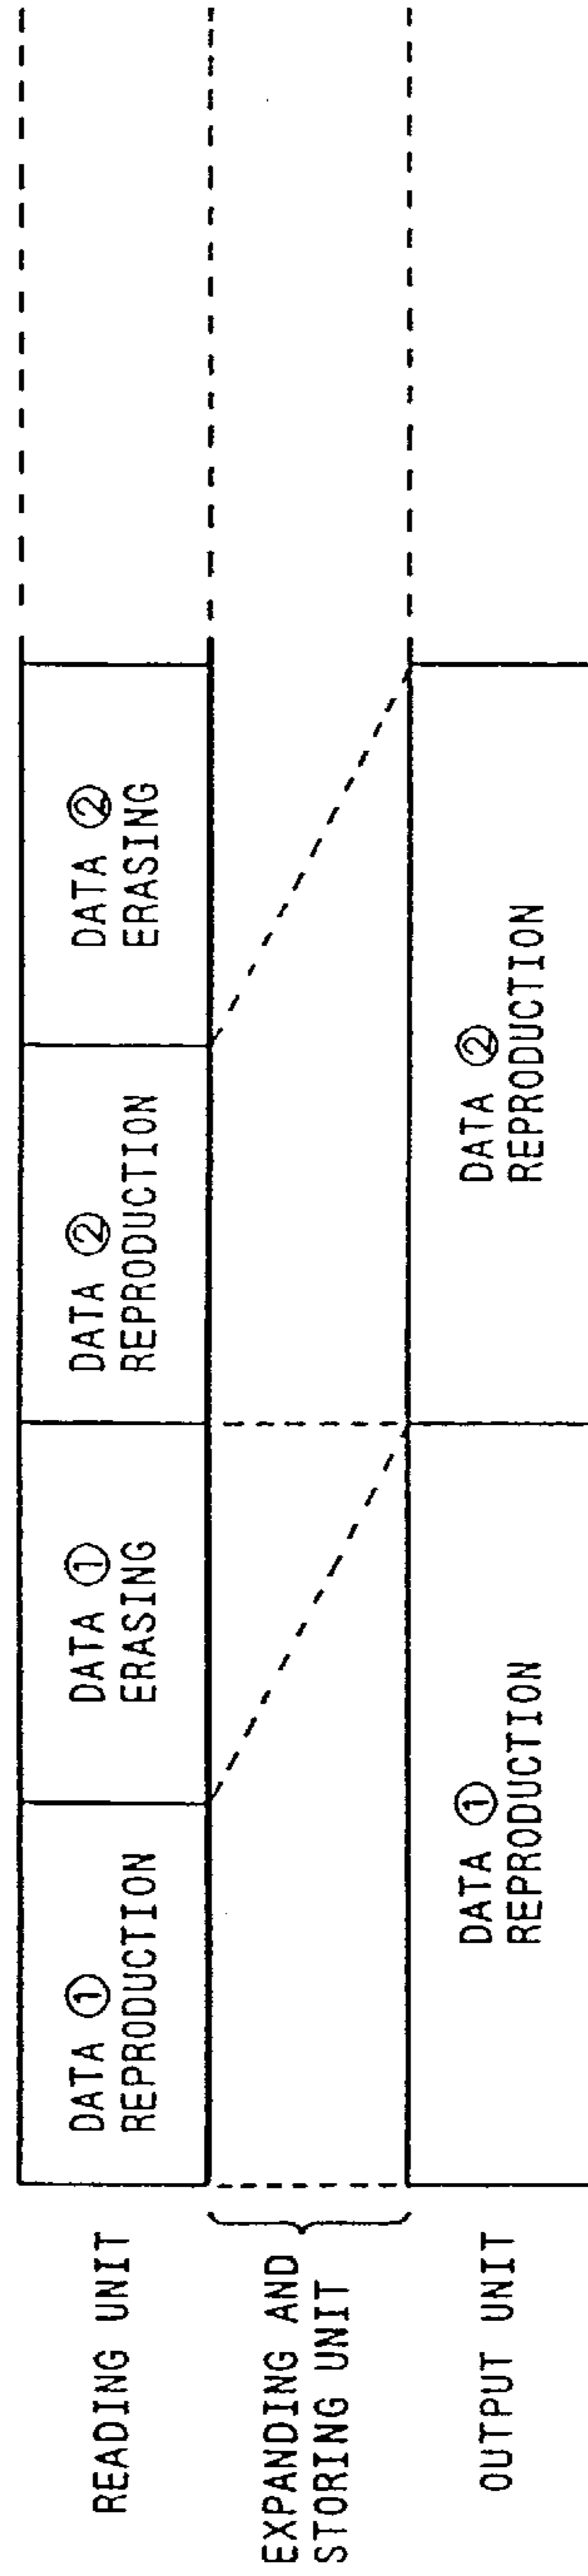 READING UNIT
DATA ①
REPRODUCTION
DATA ①
ERASING
DATA ②
REPRODUCTION
DATA ②
ERASING
EXPANDING AND
STORING UNIT
OUTPUT UNIT
DATA ①
REPRODUCTION
DATA ②
REPRODUCTION